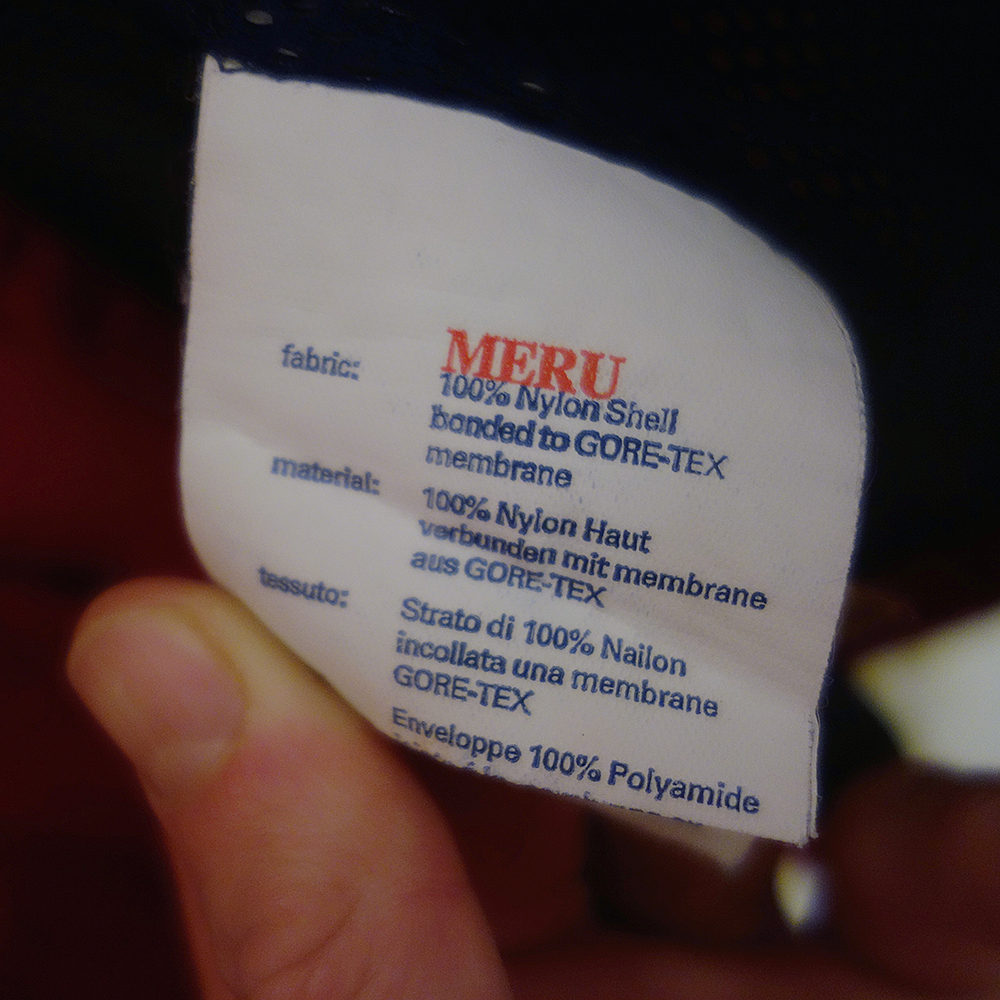 MERU
fabric: 100% Nylon Shell
bonded to GORE-TEX
membrane
material: 100% Nylon Haut
verbunden mit membrane
aus GORE-TEX
tessuto: Strato di 100% Nailon
incollata una membrane
GORE-TEX
Enveloppe 100% Polyamide